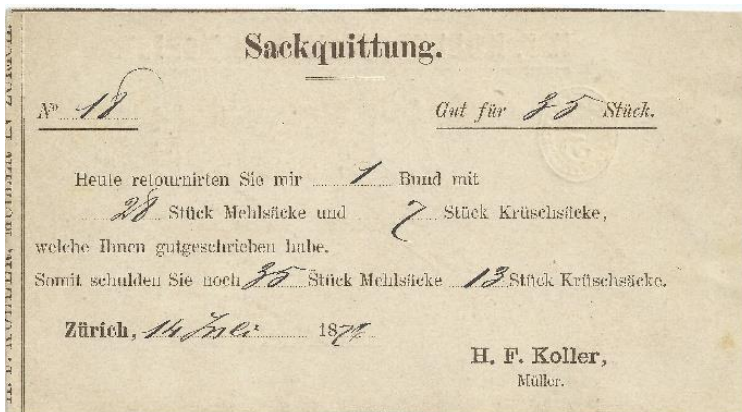 Sackquittung.
No 18 Gut für 35 Stück.
Heute retournirten Sie mir 1 Bund mit
28 Stück Mehlsäcke und 7 Stück Krüschsäcke,
welche Ihnen gutgeschrieben habe.
Somit schulden Sie noch 35 Stück Mehlsäcke 13 Stück Krüschsäcke.
Zürich, 14 Juli 187
H. F. Koller,
Müller.